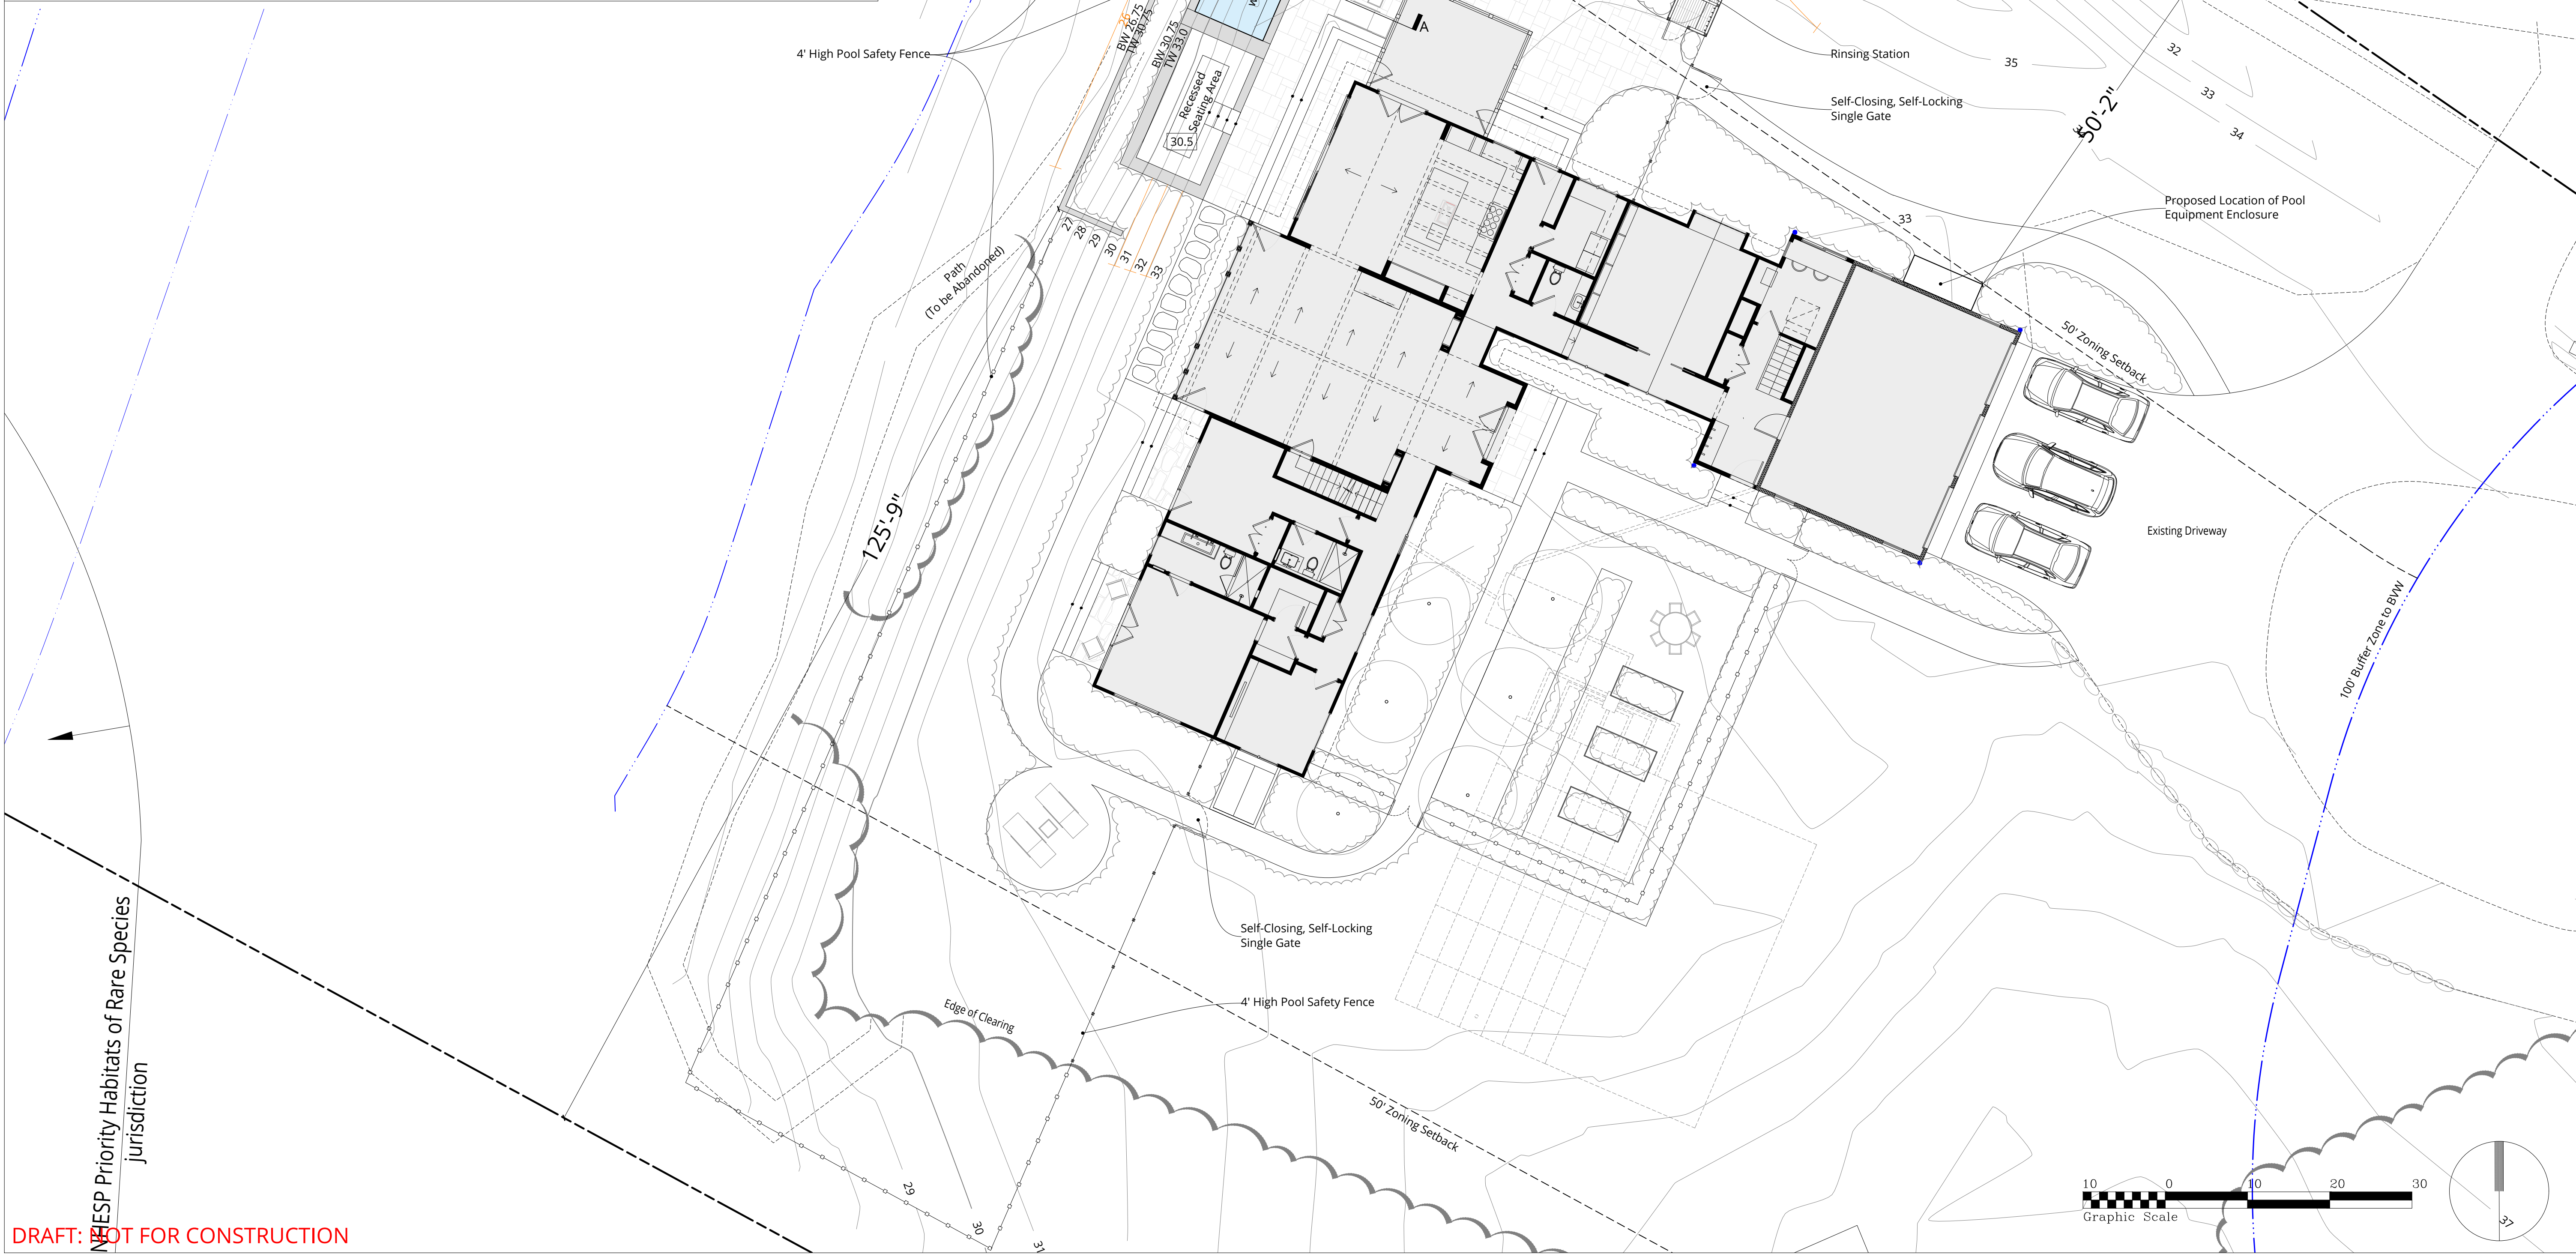 4' High Pool Safety Fence
26
BW 26.75
TW 30.75
BW 30.75
TW 33.0
Recessed
Seating Area
30.5
A
Rinsing Station
Self-Closing, Self-Locking
Single Gate
35
32
33
34
50'-2"
Proposed Location of Pool
Equipment Enclosure
33
27
28
29
30
31
32
33
Path
(To be Abandoned)
50' Zoning Setback
125'-9"
Existing Driveway
100' Buffer Zone to BVW
Self-Closing, Self-Locking
Single Gate
4' High Pool Safety Fence
Edge of Clearing
50' Zoning Setback
NHESP Priority Habitats of Rare Species
jurisdiction
29
30
31
10 0 10 20 30
Graphic Scale
37
DRAFT: NOT FOR CONSTRUCTION